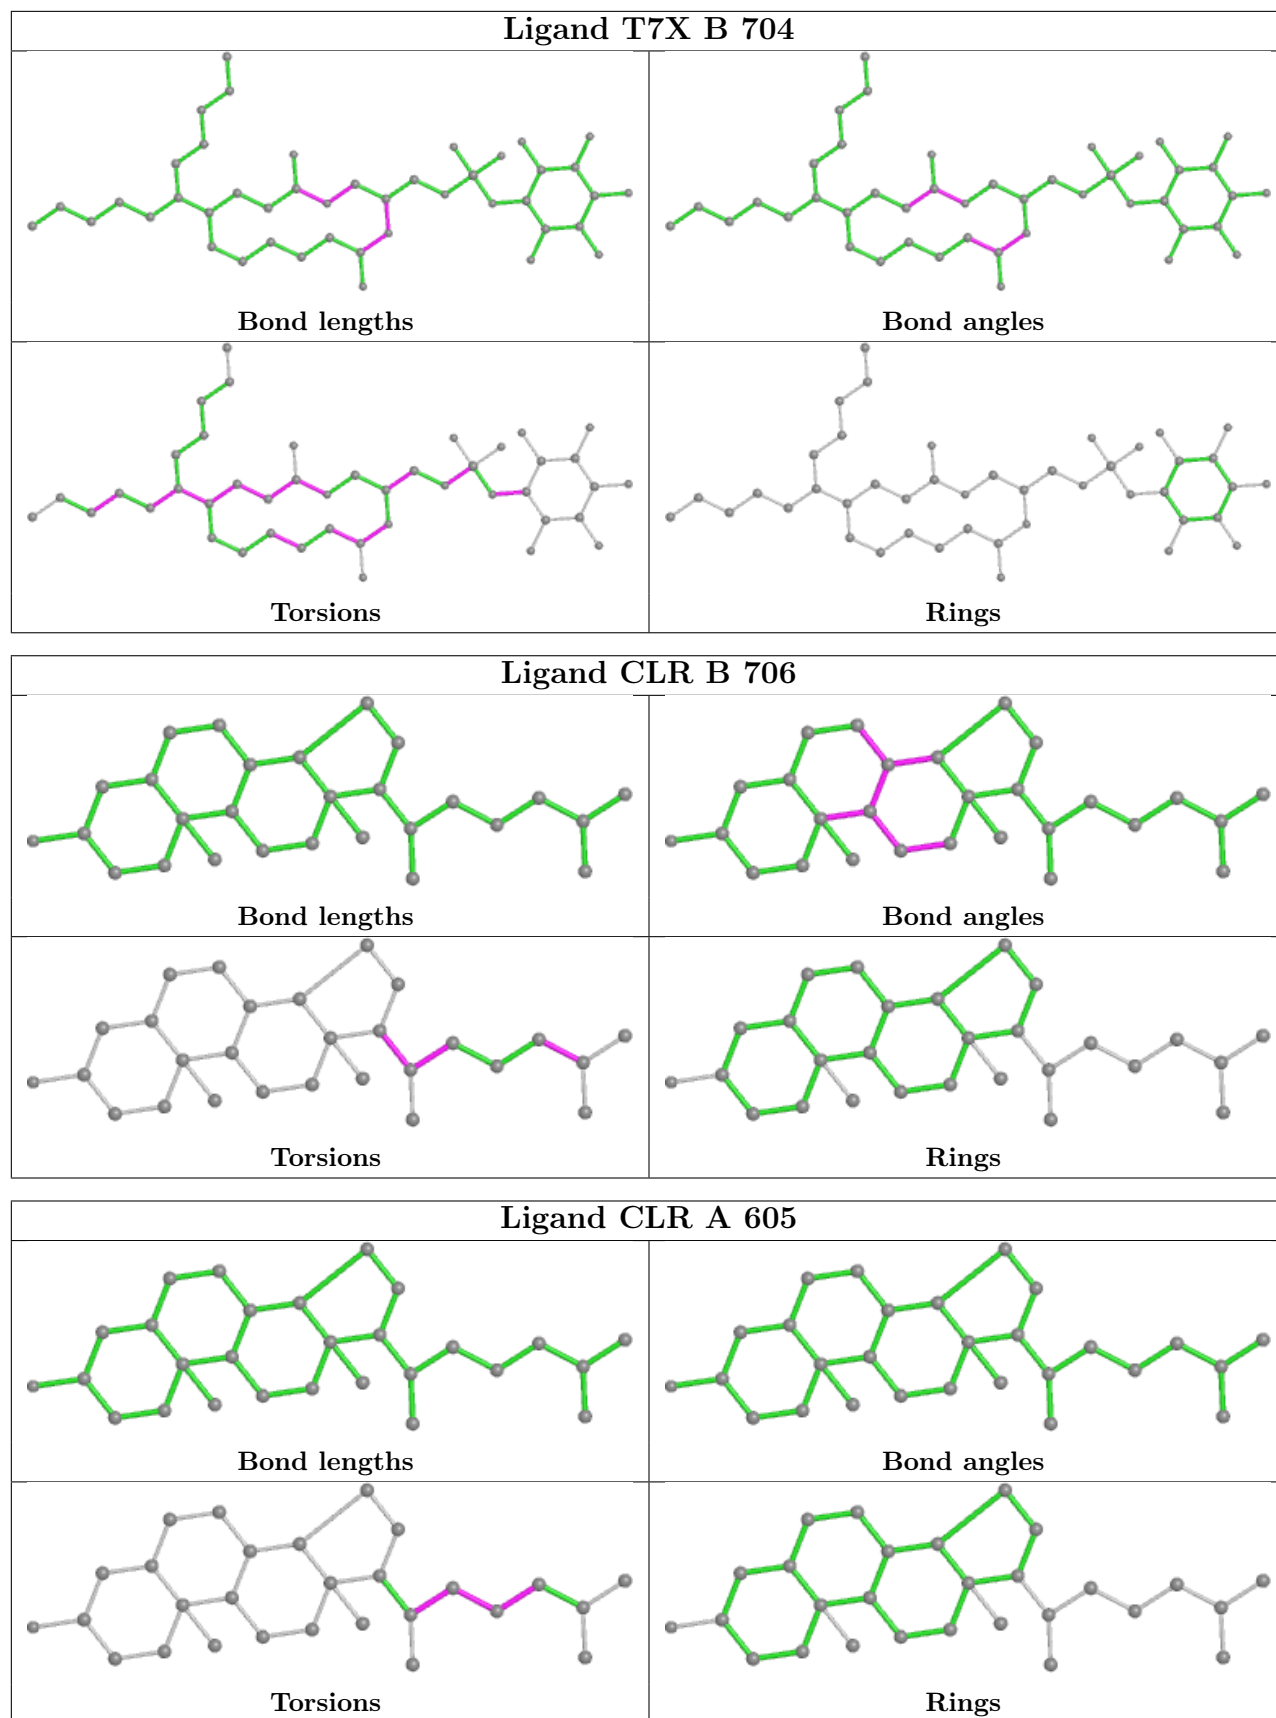 Ligand T7X B 704
Bond lengths
Bond angles
Torsions
Rings
Ligand CLR B 706
Bond lengths
Bond angles
Torsions
Rings
Ligand CLR A 605
Bond lengths
Bond angles
Torsions
Rings